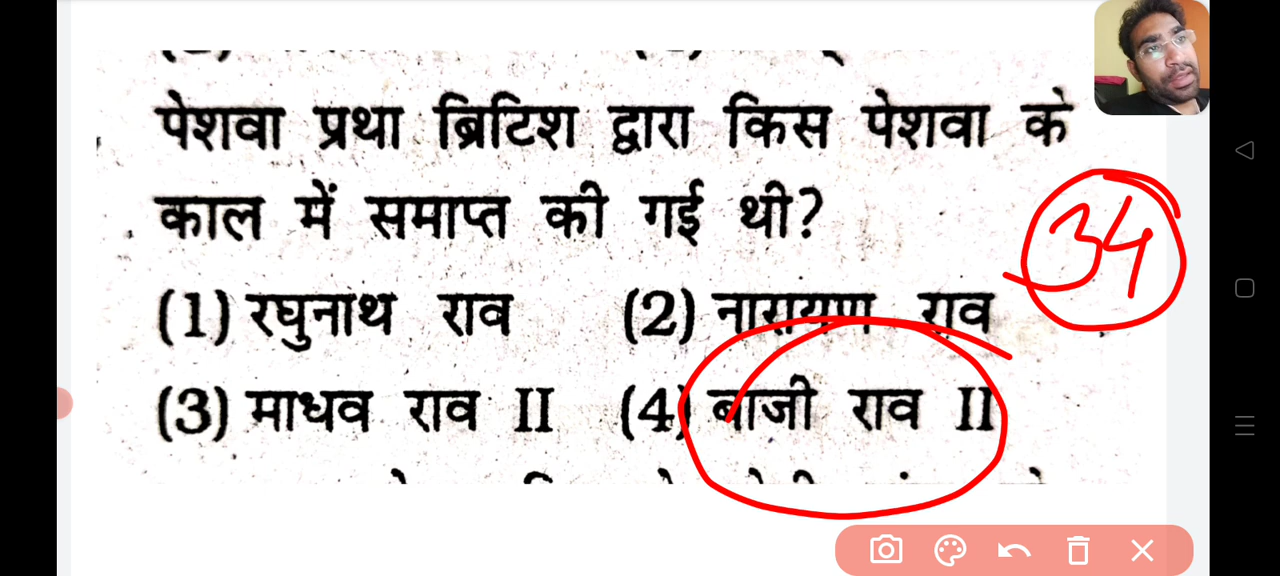 पेशवा प्रथा ब्रिटिश द्वारा किस पेशवा के
काल में समाप्त की गई थी?
34
(1) रघुनाथ राव (2) नारायण राव
(3) माधव राव II (4) बाजी राव II